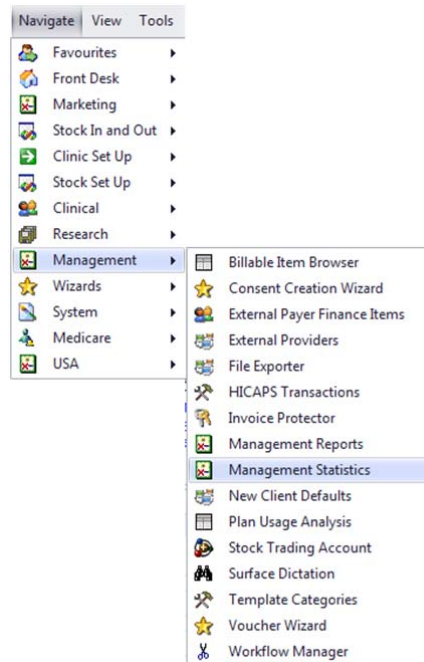 Navigate View Tools
Favourites
Front Desk
Marketing
Stock In and Out
Clinic Set Up
Stock Set Up
Clinical
Research
Management
Wizards
System
Medicare
USA
Billable Item Browser
Consent Creation Wizard
External Payer Finance Items
External Providers
File Exporter
HICAPS Transactions
Invoice Protector
Management Reports
Management Statistics
New Client Defaults
Plan Usage Analysis
Stock Trading Account
Surface Dictation
Template Categories
Voucher Wizard
Workflow Manager